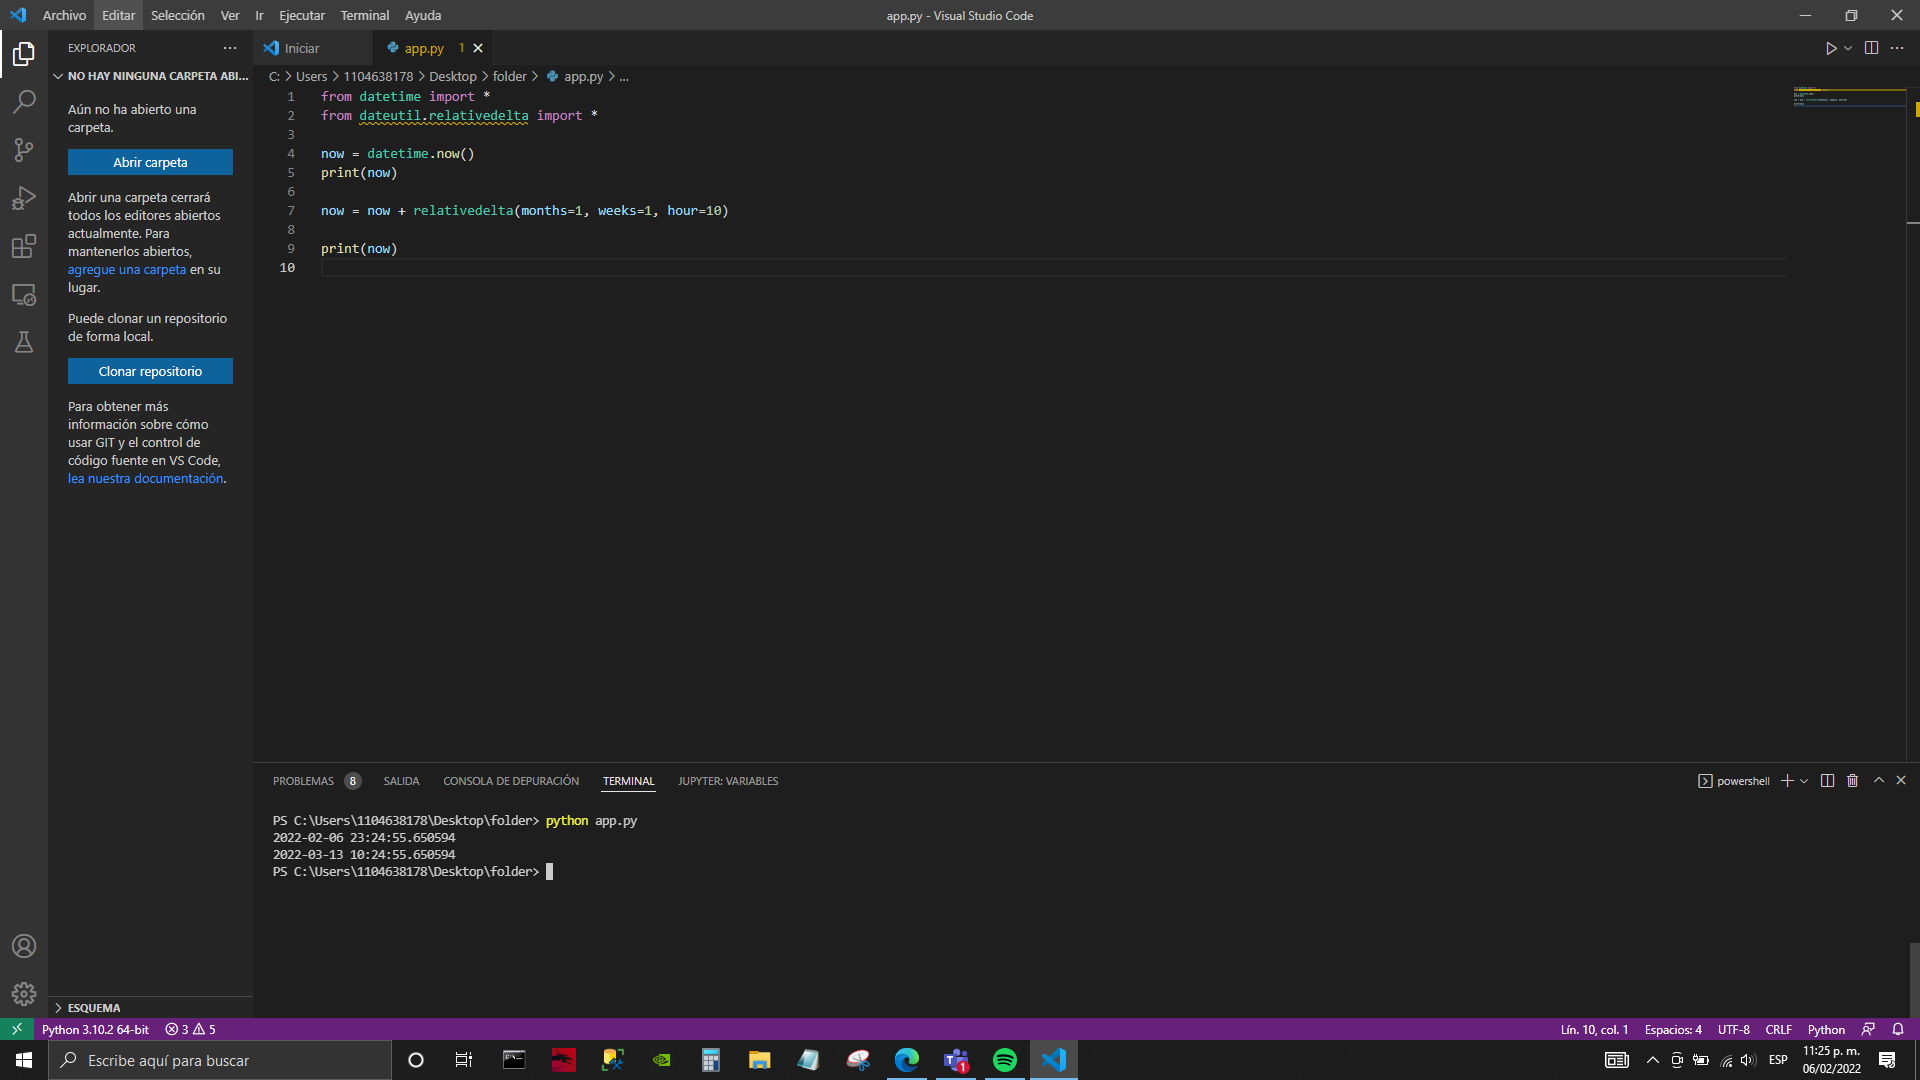 Archivo Editar Selección Ver Ir Ejecutar Terminal Ayuda
app.py - Visual Studio Code
EXPLORADOR
Iniciar
app.py 1
NO HAY NINGUNA CARPETA ABI...
C: > Users > 1104638178 > Desktop > folder > app.py > ...
Aún no ha abierto una
carpeta.
Abrir carpeta
Abrir una carpeta cerrará
todos los editores abiertos
actualmente. Para
mantenerlos abiertos,
agregue una carpeta en su
lugar.
Puede clonar un repositorio
de forma local.
Clonar repositorio
Para obtener más
información sobre cómo
usar GIT y el control de
código fuente en VS Code,
lea nuestra documentación.
1 from datetime import *
2 from dateutil.relativedelta import *
3
4 now = datetime.now()
5 print(now)
6
7 now = now + relativedelta(months=1, weeks=1, hour=10)
8
9 print(now)
10
PROBLEMAS 8 SALIDA CONSOLA DE DEPURACIÓN TERMINAL JUPYTER: VARIABLES
powershell
PS C:\Users\1104638178\Desktop\folder> python app.py
2022-02-06 23:24:55.650594
2022-03-13 10:24:55.650594
PS C:\Users\1104638178\Desktop\folder>
ESQUEMA
Python 3.10.2 64-bit 3 5
Lín. 10, col. 1 Espacios: 4 UTF-8 CRLF Python
Escribe aquí para buscar
1
ESP
11:25 p. m.
06/02/2022